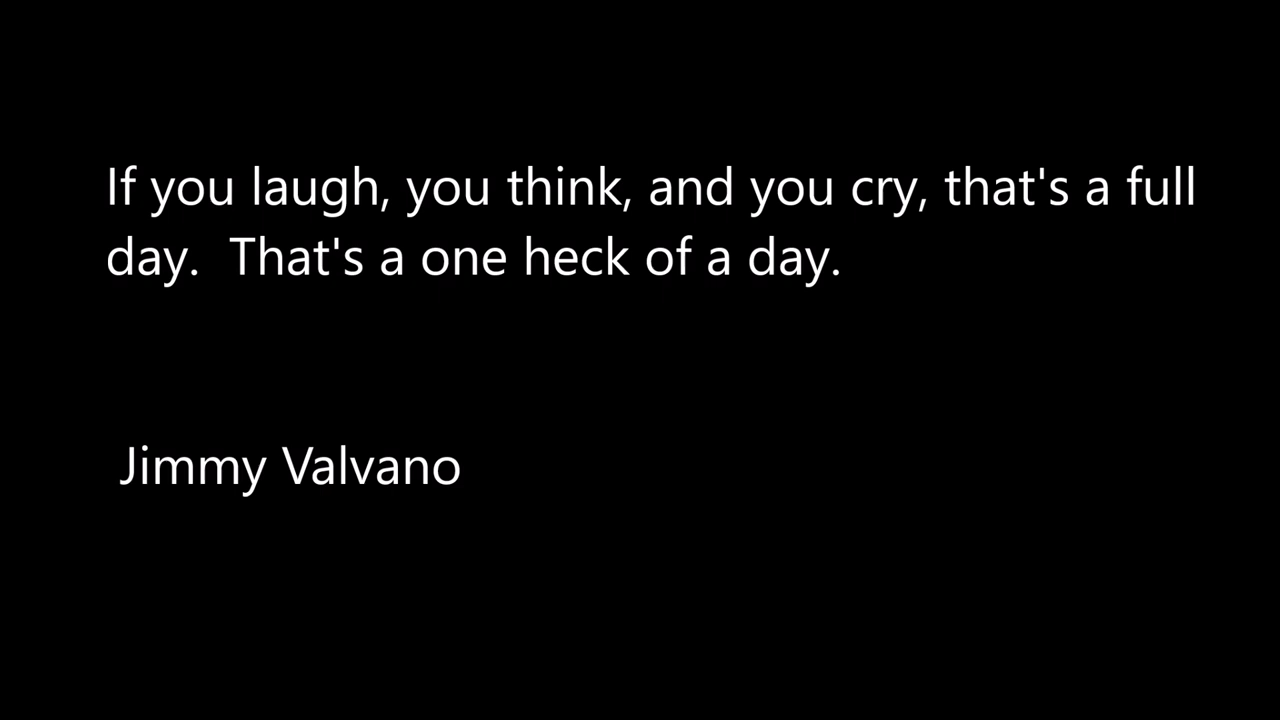 If you laugh, you think, and you cry, that's a full
day.  That's a one heck of a day.
Jimmy Valvano